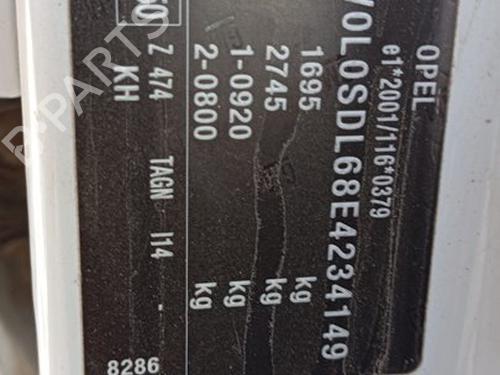 OPEL
e1*2001/116*0379
W0L0SDL68E4234149
1695 kg
2745 kg
1-0920 kg
2-0800 kg
Z 474 TAGN I14 -
KH
8286